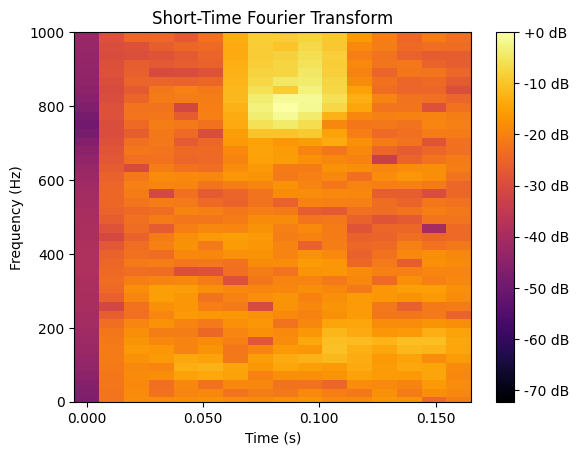 Short-Time Fourier Transform
1000
800
600
400
200
0
Frequency (Hz)
0.000
0.050
0.100
0.150
Time (s)
+0 dB
-10 dB
-20 dB
-30 dB
-40 dB
-50 dB
-60 dB
-70 dB